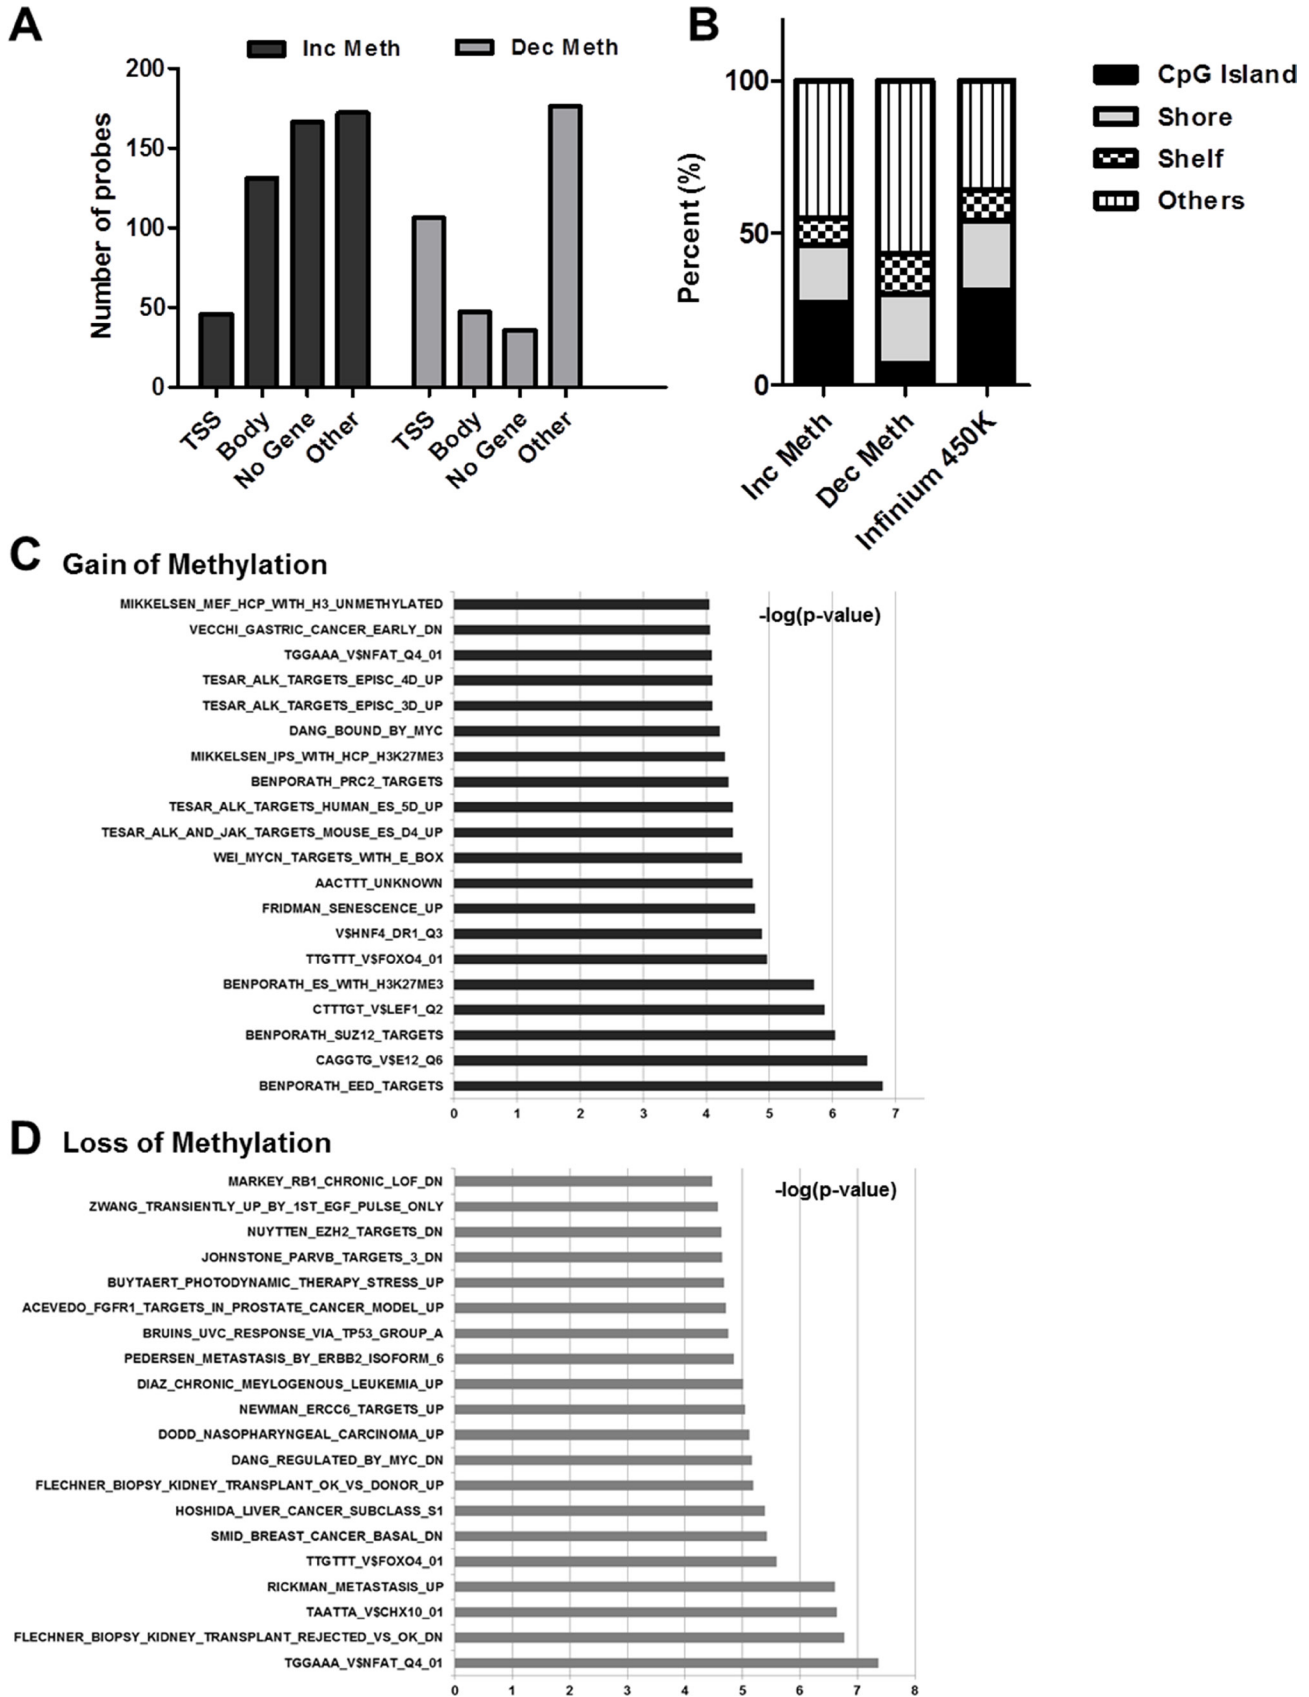 A
Inc Meth
Dec Meth
Number of probes
200
150
100
50
0
TSS
Body
No Gene
Other
TSS
Body
No Gene
Other
B
Percent (%)
100
50
0
Inc Meth
Dec Meth
Infinium 450K
CpG Island
Shore
Shelf
Others
C Gain of Methylation
-log(p-value)
MIKKELSEN_MEF_HCP_WITH_H3_UNMETHYLATED
VECCHI_GASTRIC_CANCER_EARLY_DN
TGGAAA_V$NFAT_Q4_01
TESAR_ALK_TARGETS_EPISC_4D_UP
TESAR_ALK_TARGETS_EPISC_3D_UP
DANG_BOUND_BY_MYC
MIKKELSEN_IPS_WITH_HCP_H3K27ME3
BENPORATH_PRC2_TARGETS
TESAR_ALK_TARGETS_HUMAN_ES_5D_UP
TESAR_ALK_AND_JAK_TARGETS_MOUSE_ES_D4_UP
WEI_MYCN_TARGETS_WITH_E_BOX
AACTTT_UNKNOWN
FRIDMAN_SENESCENCE_UP
V$HNF4_DR1_Q3
TTGTTT_V$FOXO4_01
BENPORATH_ES_WITH_H3K27ME3
CTTTGT_V$LEF1_Q2
BENPORATH_SUZ12_TARGETS
CAGGTG_V$E12_Q6
BENPORATH_EED_TARGETS
0 1 2 3 4 5 6 7
D Loss of Methylation
-log(p-value)
MARKEY_RB1_CHRONIC_LOF_DN
ZWANG_TRANSIENTLY_UP_BY_1ST_EGF_PULSE_ONLY
NUYTTEN_EZH2_TARGETS_DN
JOHNSTONE_PARVB_TARGETS_3_DN
BUYTAERT_PHOTODYNAMIC_THERAPY_STRESS_UP
ACEVEDO_FGFR1_TARGETS_IN_PROSTATE_CANCER_MODEL_UP
BRUINS_UVC_RESPONSE_VIA_TP53_GROUP_A
PEDERSEN_METASTASIS_BY_ERBB2_ISOFORM_6
DIAZ_CHRONIC_MEYLOGENOUS_LEUKEMIA_UP
NEWMAN_ERCC6_TARGETS_UP
DODD_NASOPHARYNGEAL_CARCINOMA_UP
DANG_REGULATED_BY_MYC_DN
FLECHNER_BIOPSY_KIDNEY_TRANSPLANT_OK_VS_DONOR_UP
HOSHIDA_LIVER_CANCER_SUBCLASS_S1
SMID_BREAST_CANCER_BASAL_DN
TTGTTT_V$FOXO4_01
RICKMAN_METASTASIS_UP
TAATTA_V$CHX10_01
FLECHNER_BIOPSY_KIDNEY_TRANSPLANT_REJECTED_VS_OK_DN
TGGAAA_V$NFAT_Q4_01
0 1 2 3 4 5 6 7 8